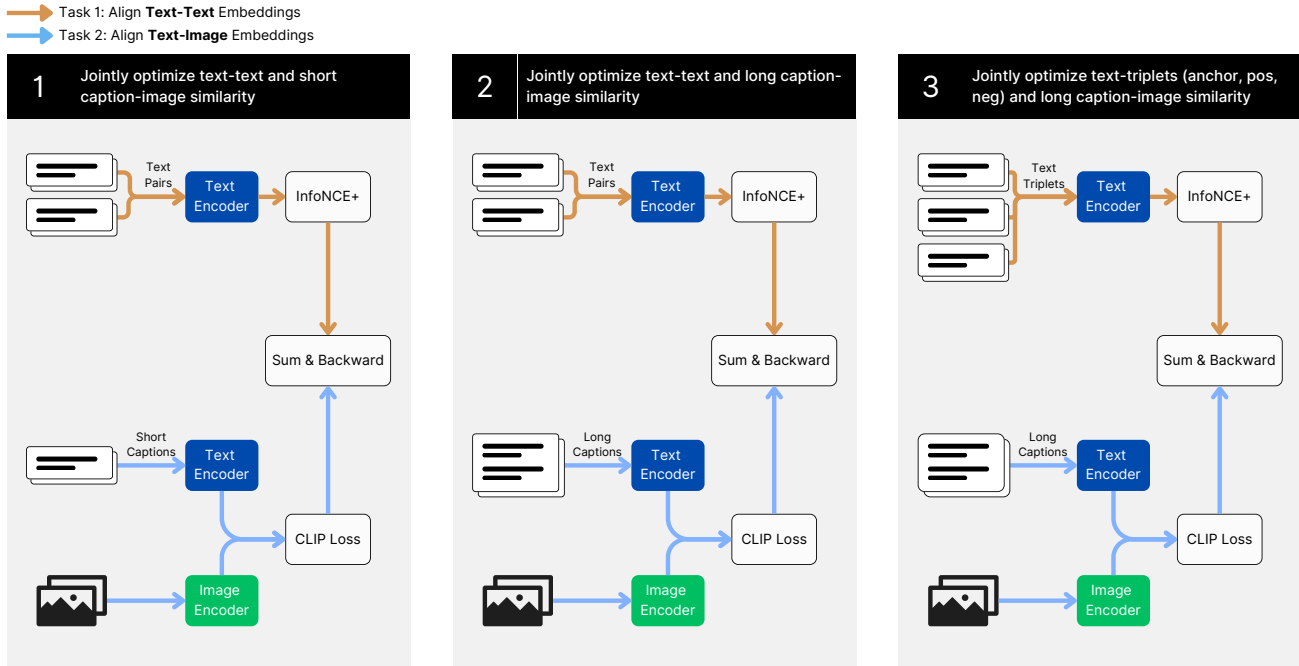 Task 1: Align Text-Text Embeddings
Task 2: Align Text-Image Embeddings
1
Jointly optimize text-text and short
caption-image similarity
Text
Pairs
Text
Encoder
InfoNCE+
Sum & Backward
Short
Captions
Text
Encoder
CLIP Loss
Image
Encoder
2
Jointly optimize text-text and long caption-
image similarity
Text
Pairs
Text
Encoder
InfoNCE+
Sum & Backward
Long
Captions
Text
Encoder
CLIP Loss
Image
Encoder
3
Jointly optimize text-triplets (anchor, pos,
neg) and long caption-image similarity
Text
Triplets
Text
Encoder
InfoNCE+
Sum & Backward
Long
Captions
Text
Encoder
CLIP Loss
Image
Encoder